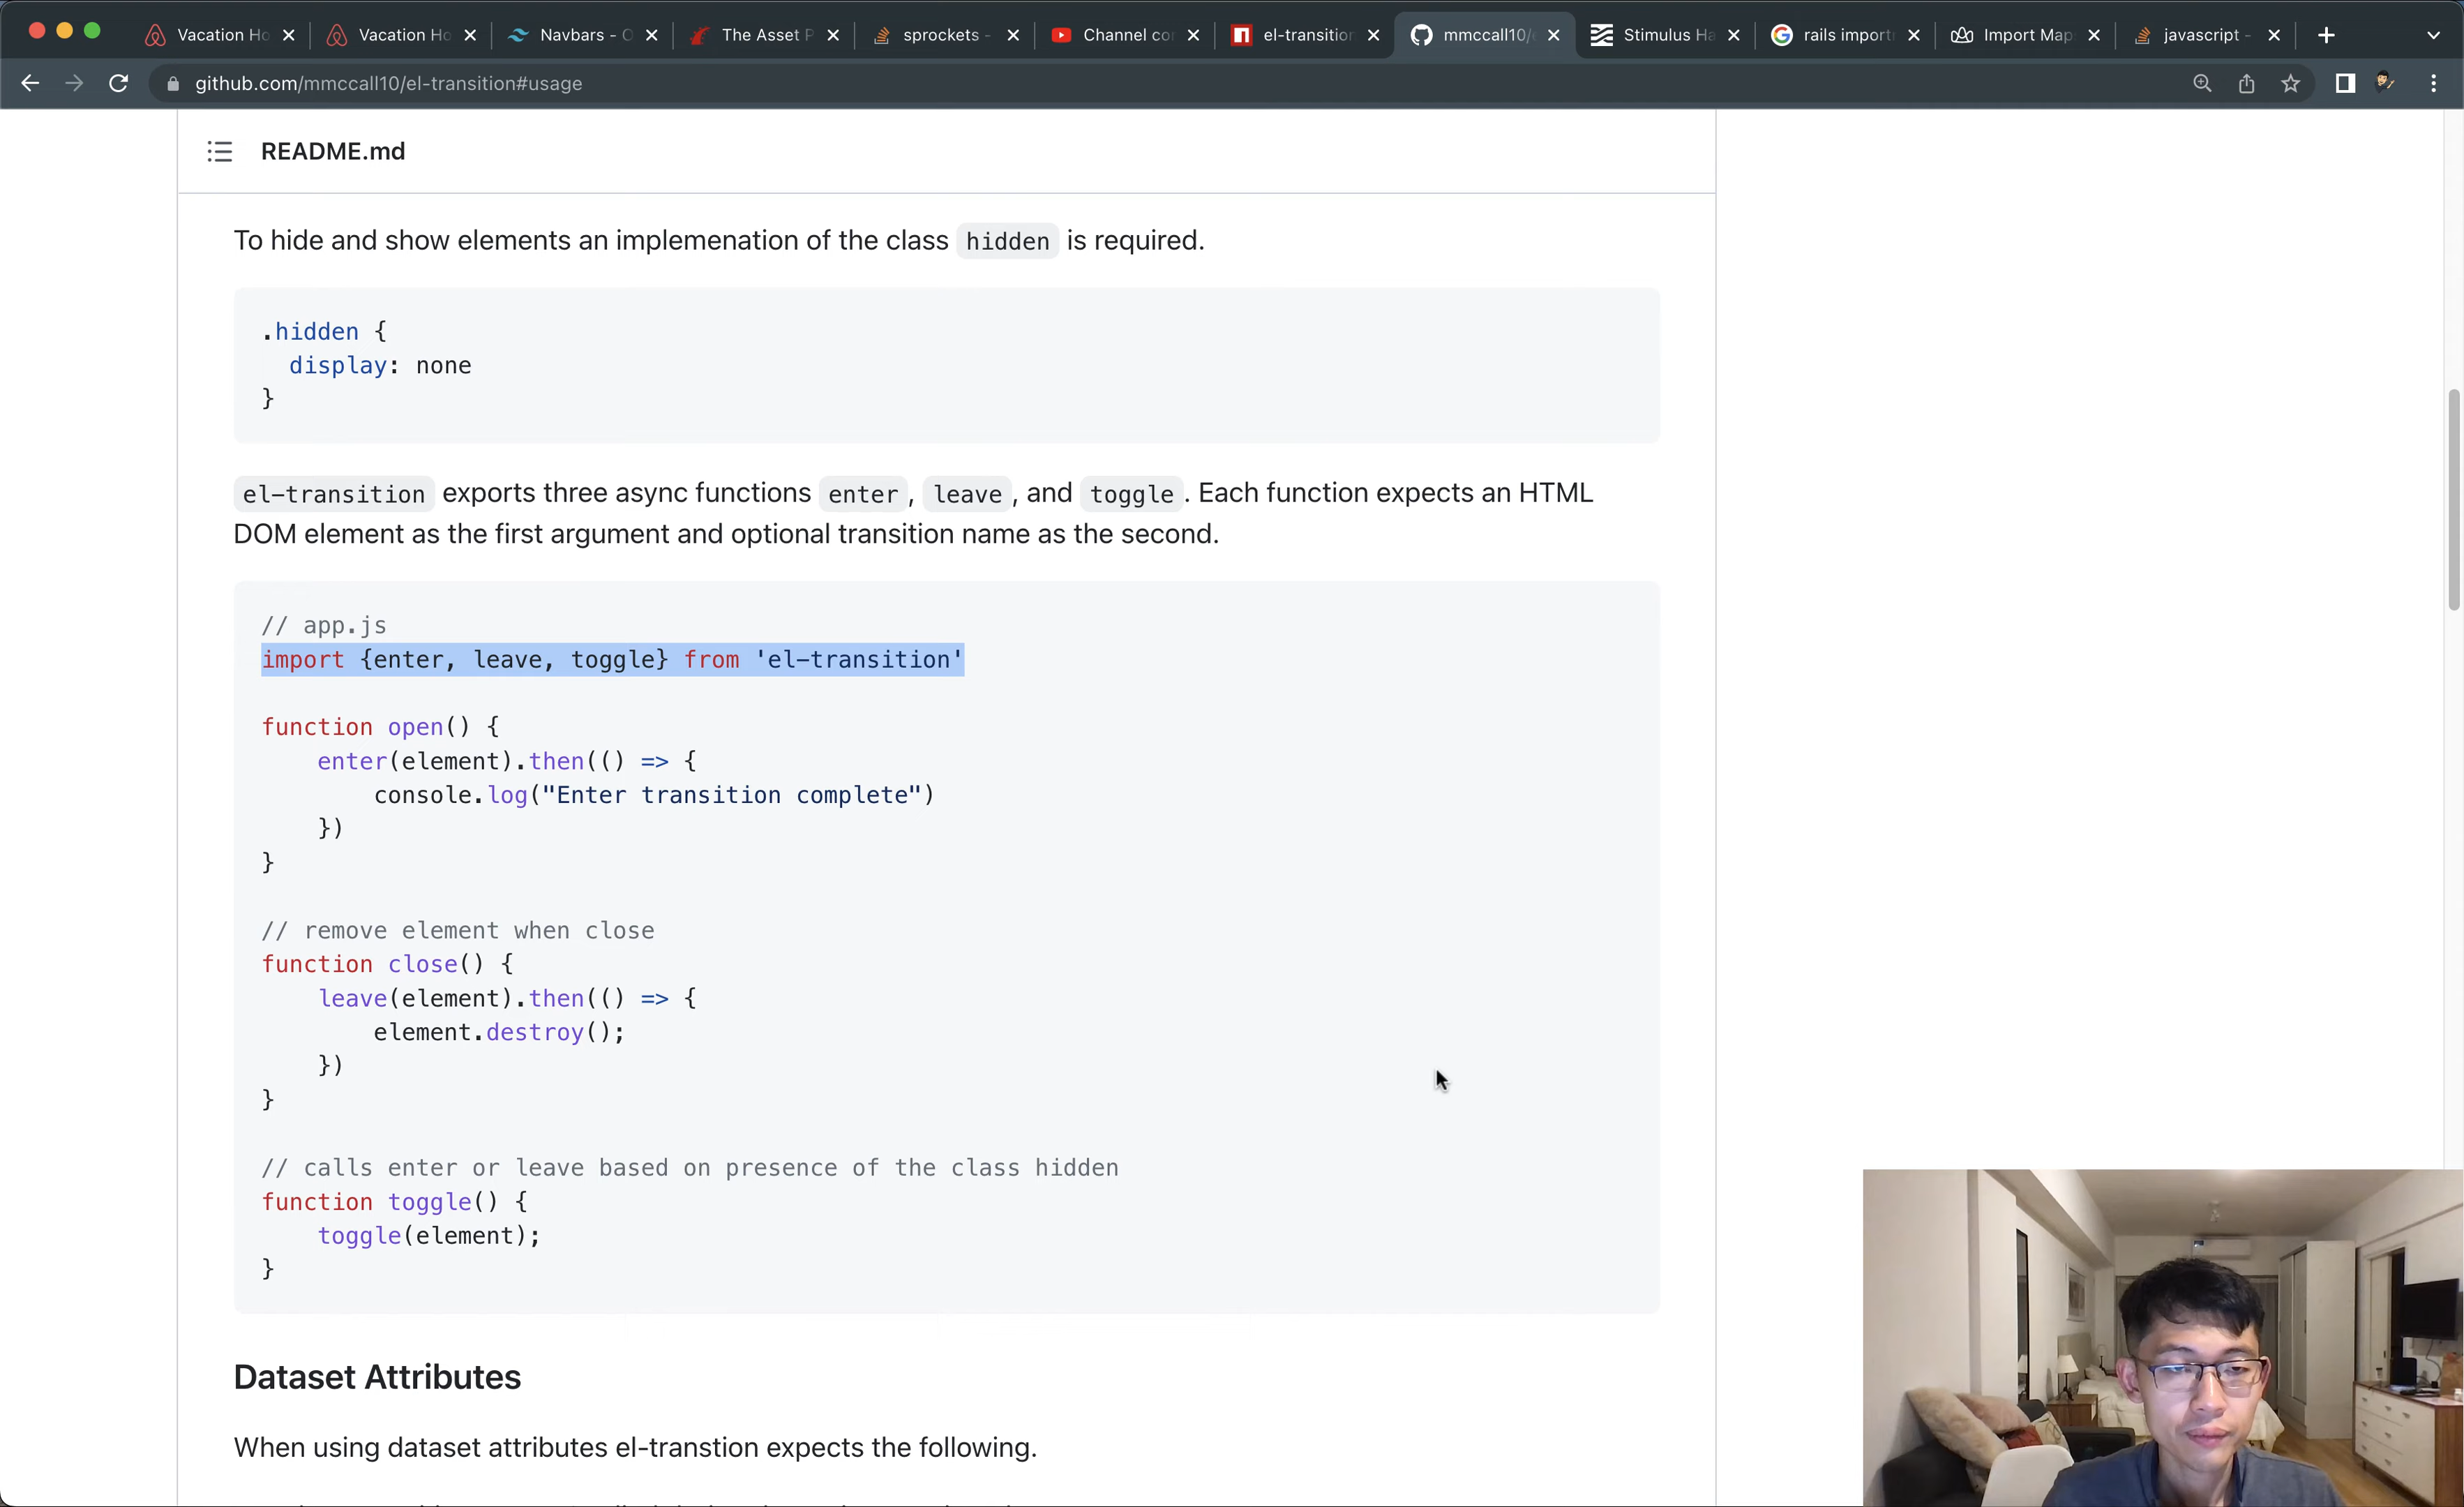 Vacation Ho
Vacation Ho
Navbars - O
The Asset P
sprockets -
Channel con
el-transition
mmccall10/e
Stimulus Ha
rails import
Import Map
javascript -
github.com/mmccall10/el-transition#usage
README.md
To hide and show elements an implemenation of the class hidden is required.
.hidden {
  display: none
}
el-transition exports three async functions enter, leave, and toggle. Each function expects an HTML
DOM element as the first argument and optional transition name as the second.
// app.js
import {enter, leave, toggle} from 'el-transition'
function open() {
    enter(element).then(() => {
        console.log("Enter transition complete")
    })
}
// remove element when close
function close() {
    leave(element).then(() => {
        element.destroy();
    })
}
// calls enter or leave based on presence of the class hidden
function toggle() {
    toggle(element);
}
Dataset Attributes
When using dataset attributes el-transtion expects the following.